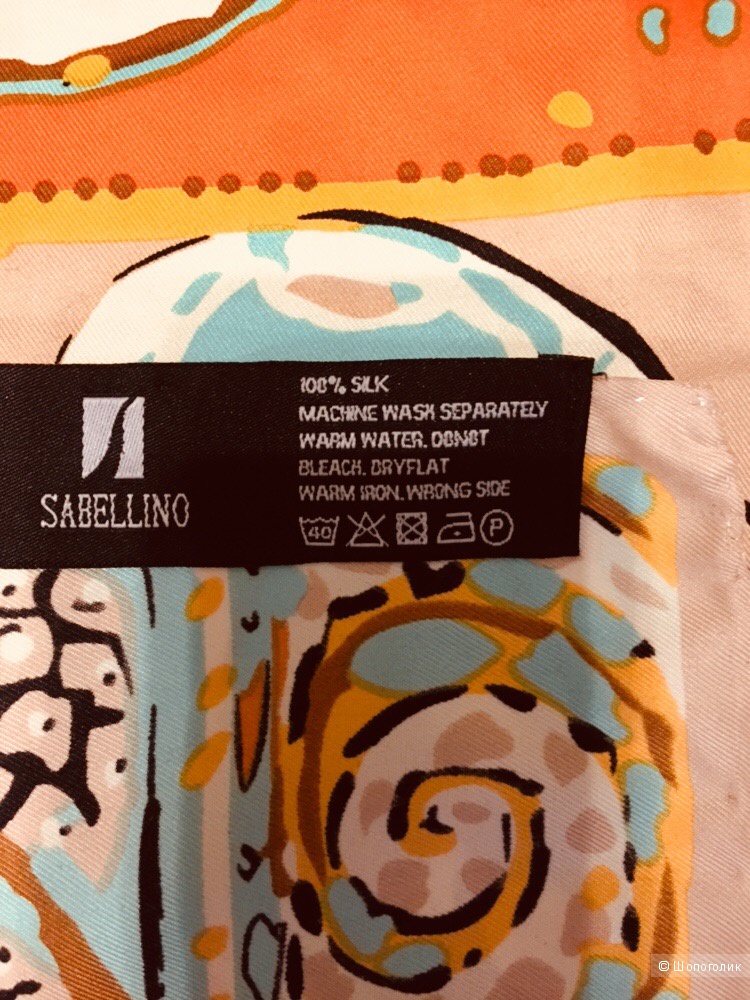 SABELLINO
100% SILK
MACHINE WASH SEPARATELY
WARM WATER. DONOT
BLEACH. DRYFLAT
WARM IRON. WRONG SIDE
40
P
© Шопоголик